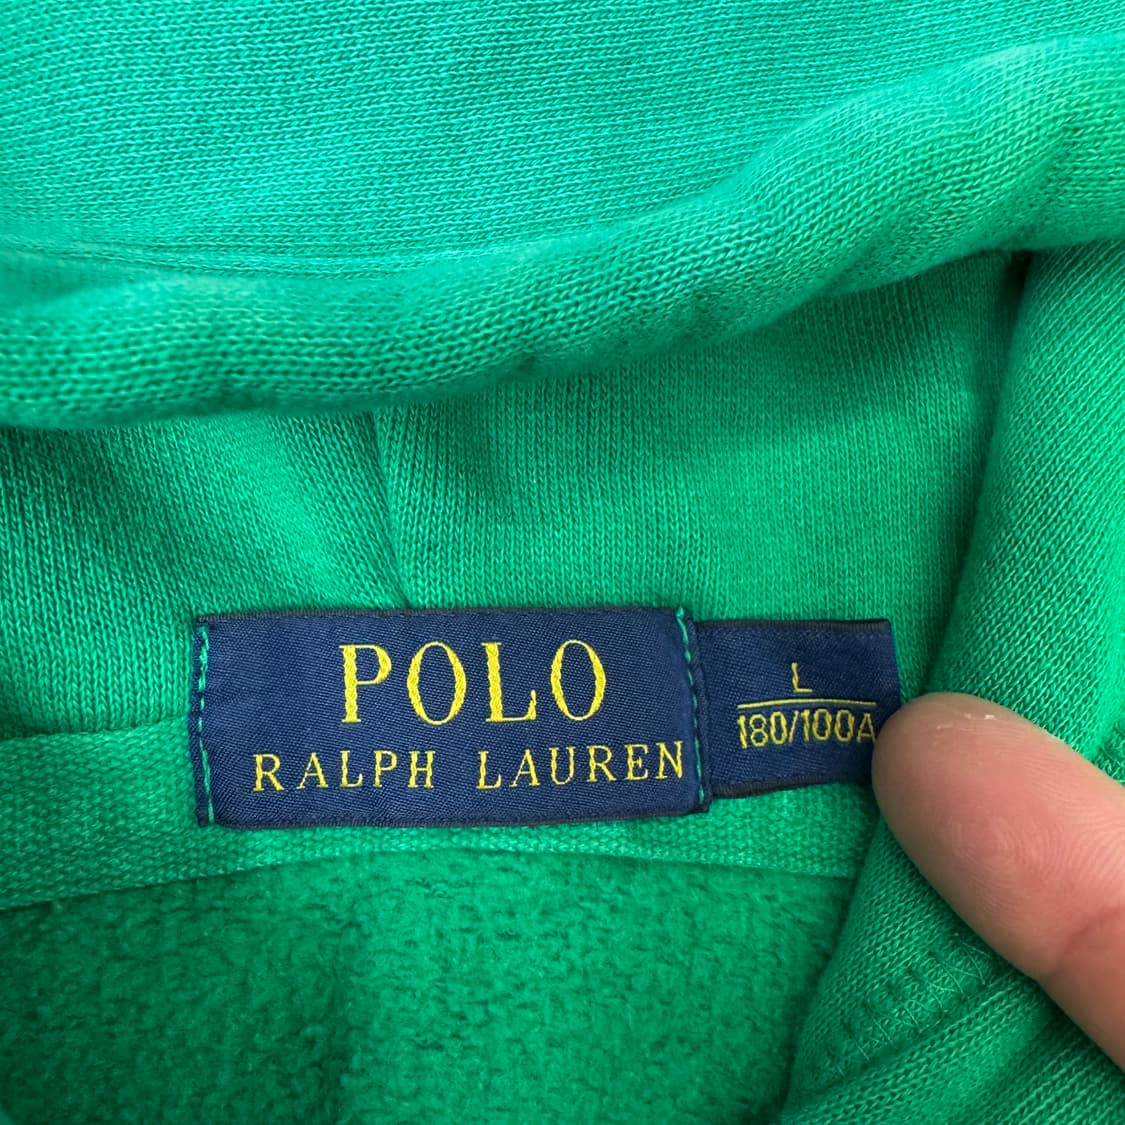 POLO
RALPH LAUREN
L
180/100A